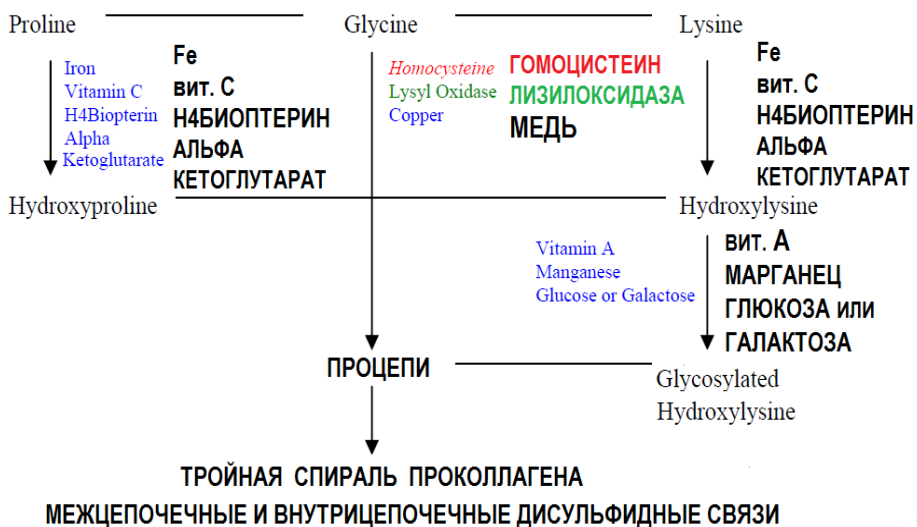 Proline
Glycine
Lysine
Iron
Vitamin C
H4Biopterin
Alpha
Ketoglutarate
Fe
вит. С
Н4БИОПТЕРИН
АЛЬФА
КЕТОГЛУТАРАТ
Homocysteine
Lysyl Oxidase
Copper
ГОМОЦИСТЕИН
ЛИЗИЛОКСИДАЗА
МЕДЬ
Fe
вит. С
Н4БИОПТЕРИН
АЛЬФА
КЕТОГЛУТАРАТ
Hydroxyproline
Hydroxylysine
Vitamin A
Manganese
Glucose or Galactose
вит. А
МАРГАНЕЦ
ГЛЮКОЗА или
ГАЛАКТОЗА
ПРОЦЕПИ
Glycosylated
Hydroxylysine
ТРОЙНАЯ СПИРАЛЬ ПРОКОЛЛАГЕНА
МЕЖЦЕПОЧЕЧНЫЕ И ВНУТРИЦЕПОЧЕЧНЫЕ ДИСУЛЬФИДНЫЕ СВЯЗИ